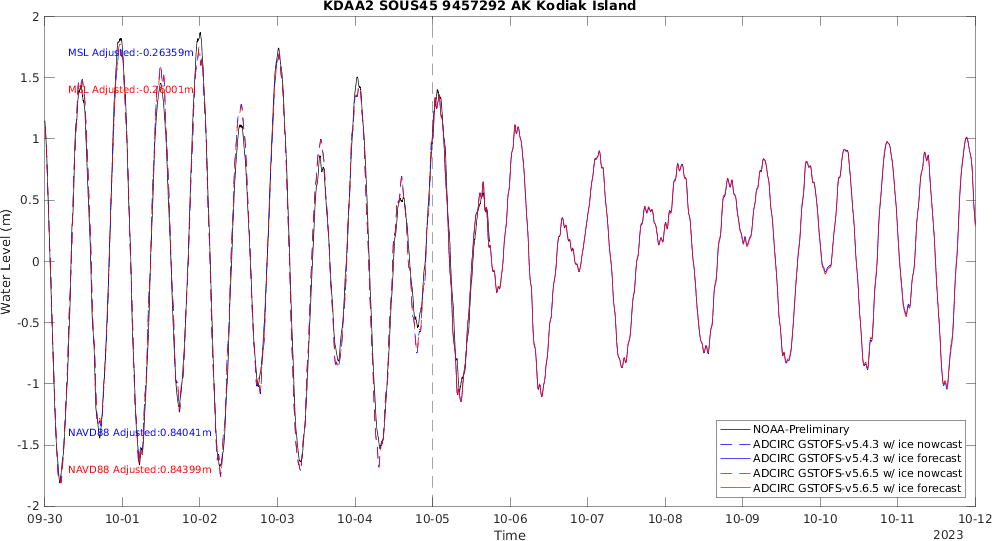 KDAA2 SOUS45 9457292 AK Kodiak Island
2
1.5
1
0.5
0
-0.5
-1
-1.5
-2
Water Level (m)
MSL Adjusted:-0.26359m
MSL Adjusted:-0.26001m
NAVD88 Adjusted:0.84041m
NAVD88 Adjusted:0.84399m
NOAA-Preliminary
ADCIRC GSTOFS-v5.4.3 w/ ice nowcast
ADCIRC GSTOFS-v5.4.3 w/ ice forecast
ADCIRC GSTOFS-v5.6.5 w/ ice nowcast
ADCIRC GSTOFS-v5.6.5 w/ ice forecast
09-30 10-01 10-02 10-03 10-04 10-05 10-06 10-07 10-08 10-09 10-10 10-11 10-12
Time
2023